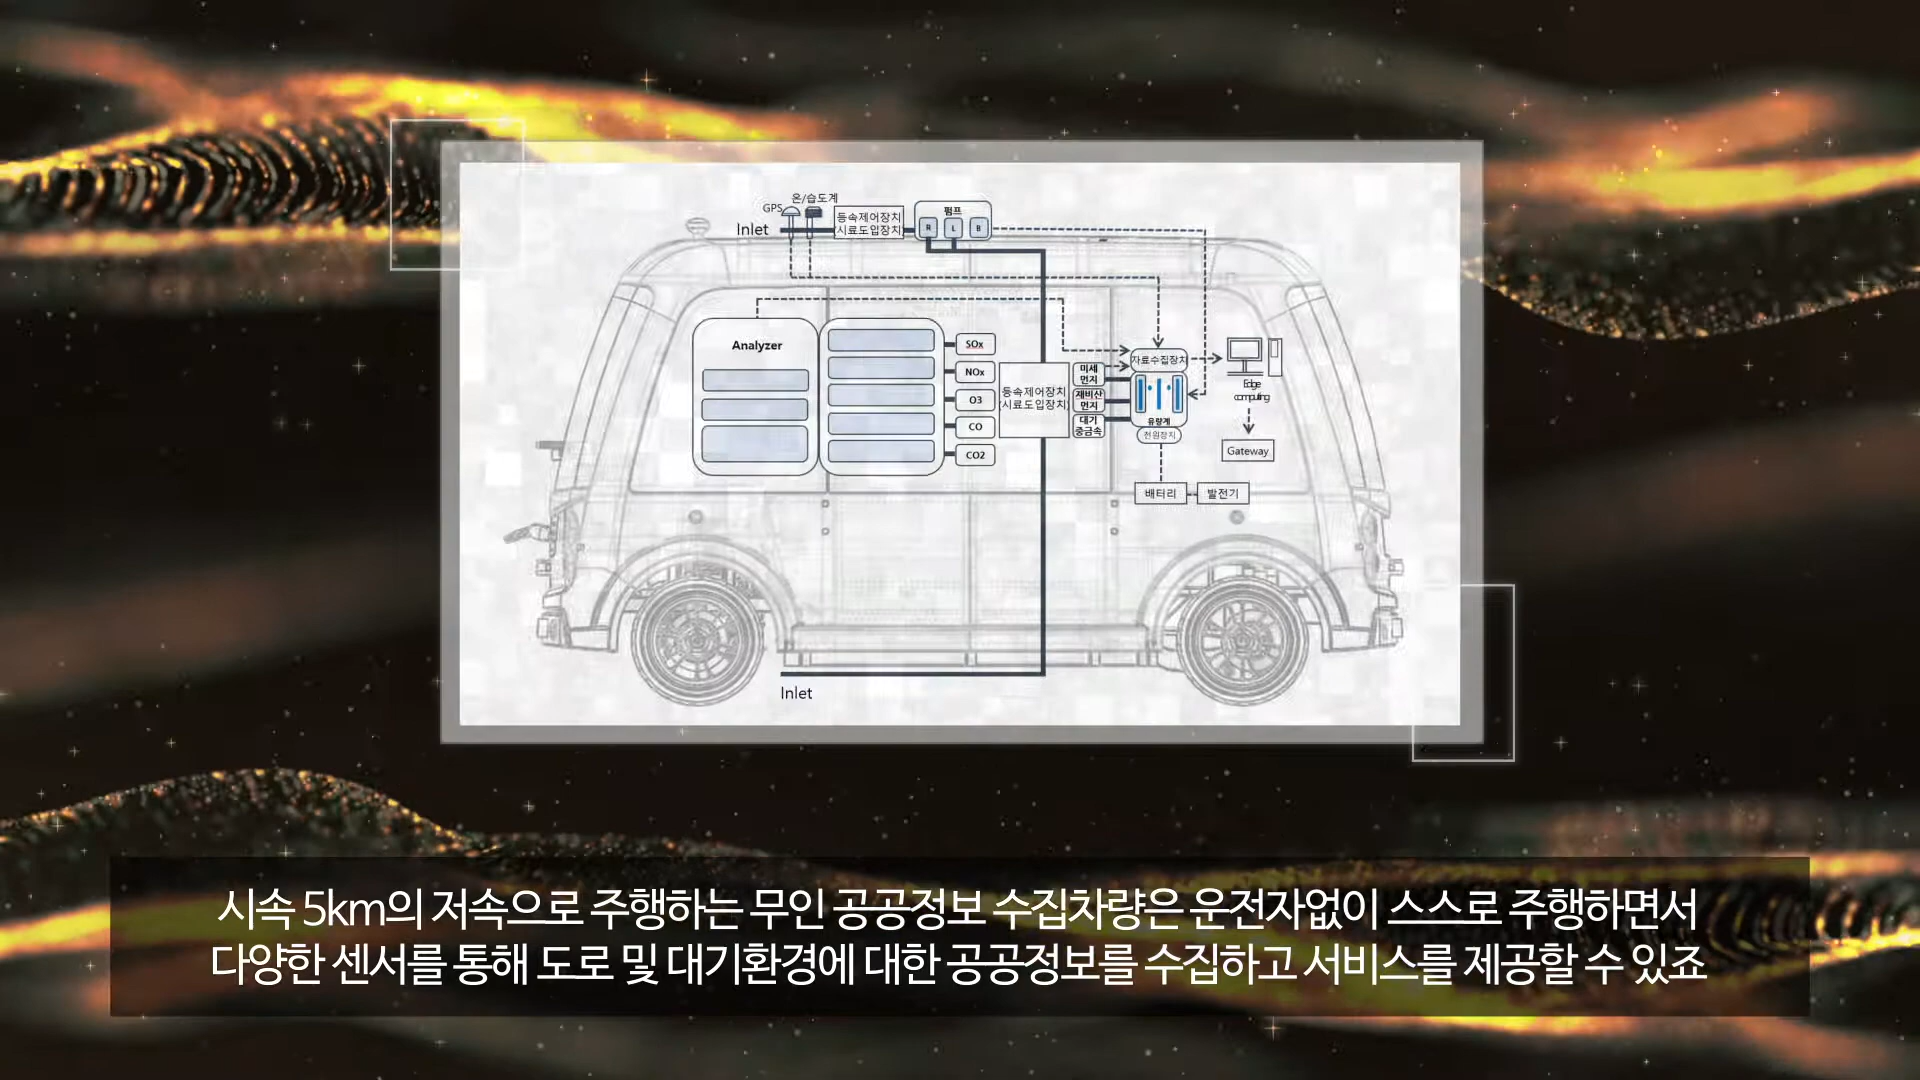 온/습도계
GPS
Inlet
등속제어장치
(시료도입장치)
펌프
R
L
B
Analyzer
SOx
NOx
O3
CO
CO2
등속제어장치
(시료도입장치)
미세
먼지
재비산
먼지
대기
중금속
자료수집장치
유량계
전원장치
Edge
computing
Gateway
배터리
발전기
Inlet
시속 5km의 저속으로 주행하는 무인 공공정보 수집차량은 운전자없이 스스로 주행하면서
다양한 센서를 통해 도로 및 대기환경에 대한 공공정보를 수집하고 서비스를 제공할 수 있죠